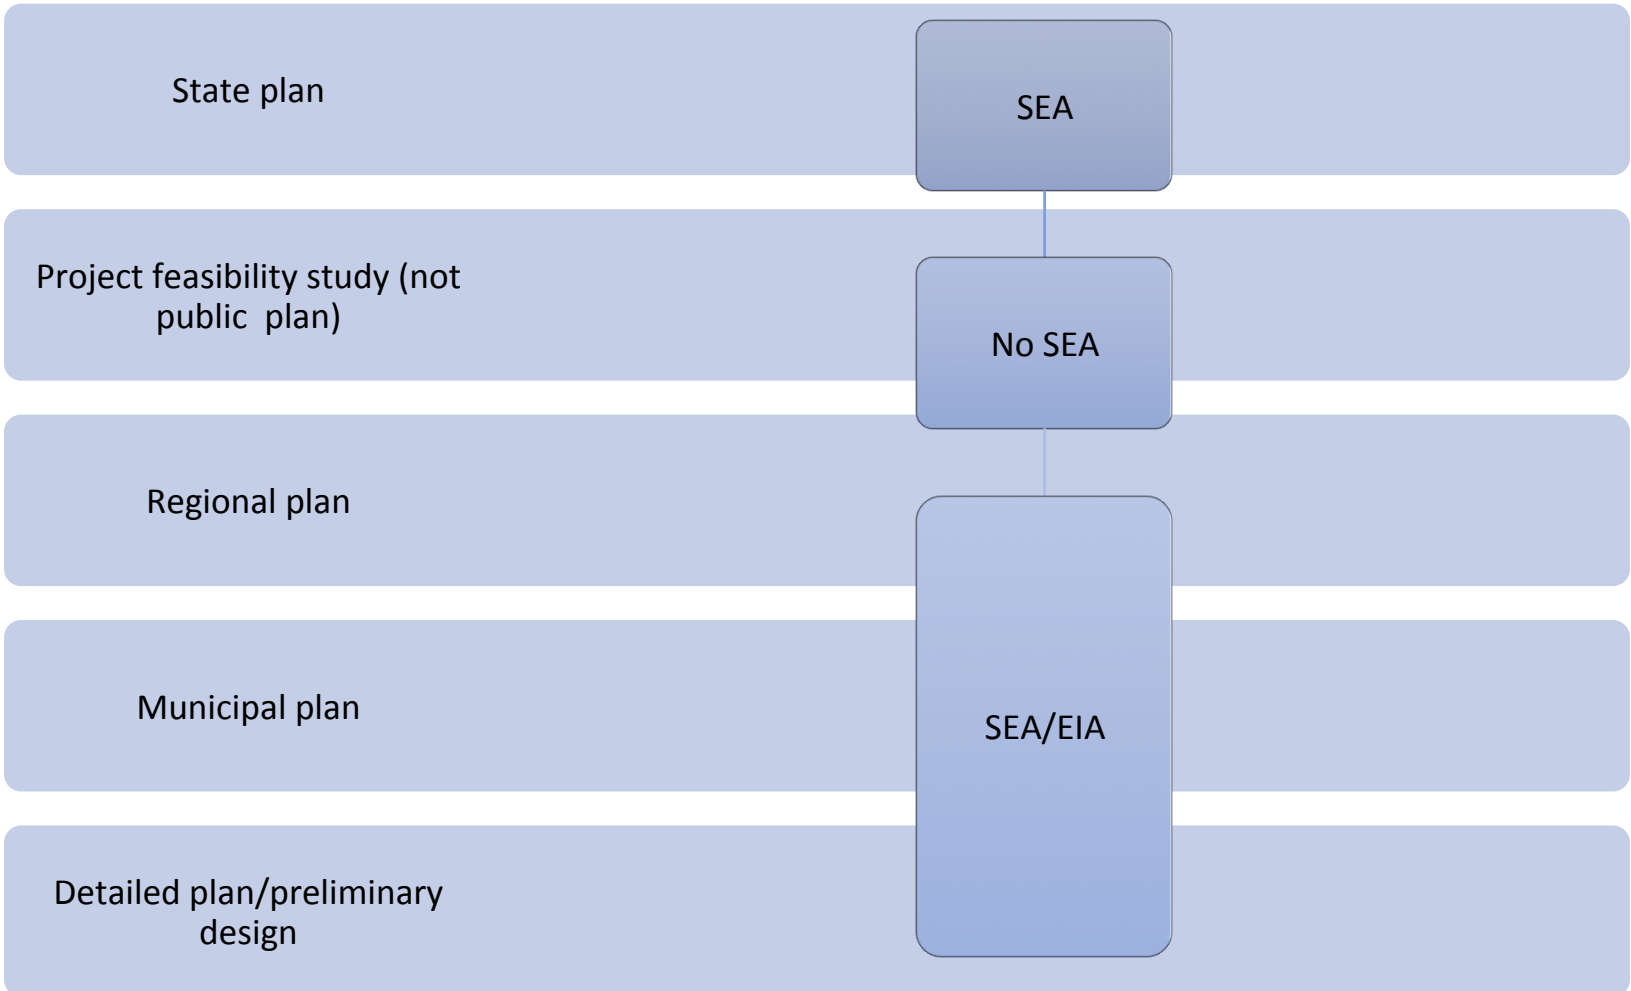 State plan
SEA
Project feasibility study (not
public plan)
No SEA
Regional plan
Municipal plan
SEA/EIA
Detailed plan/preliminary
design